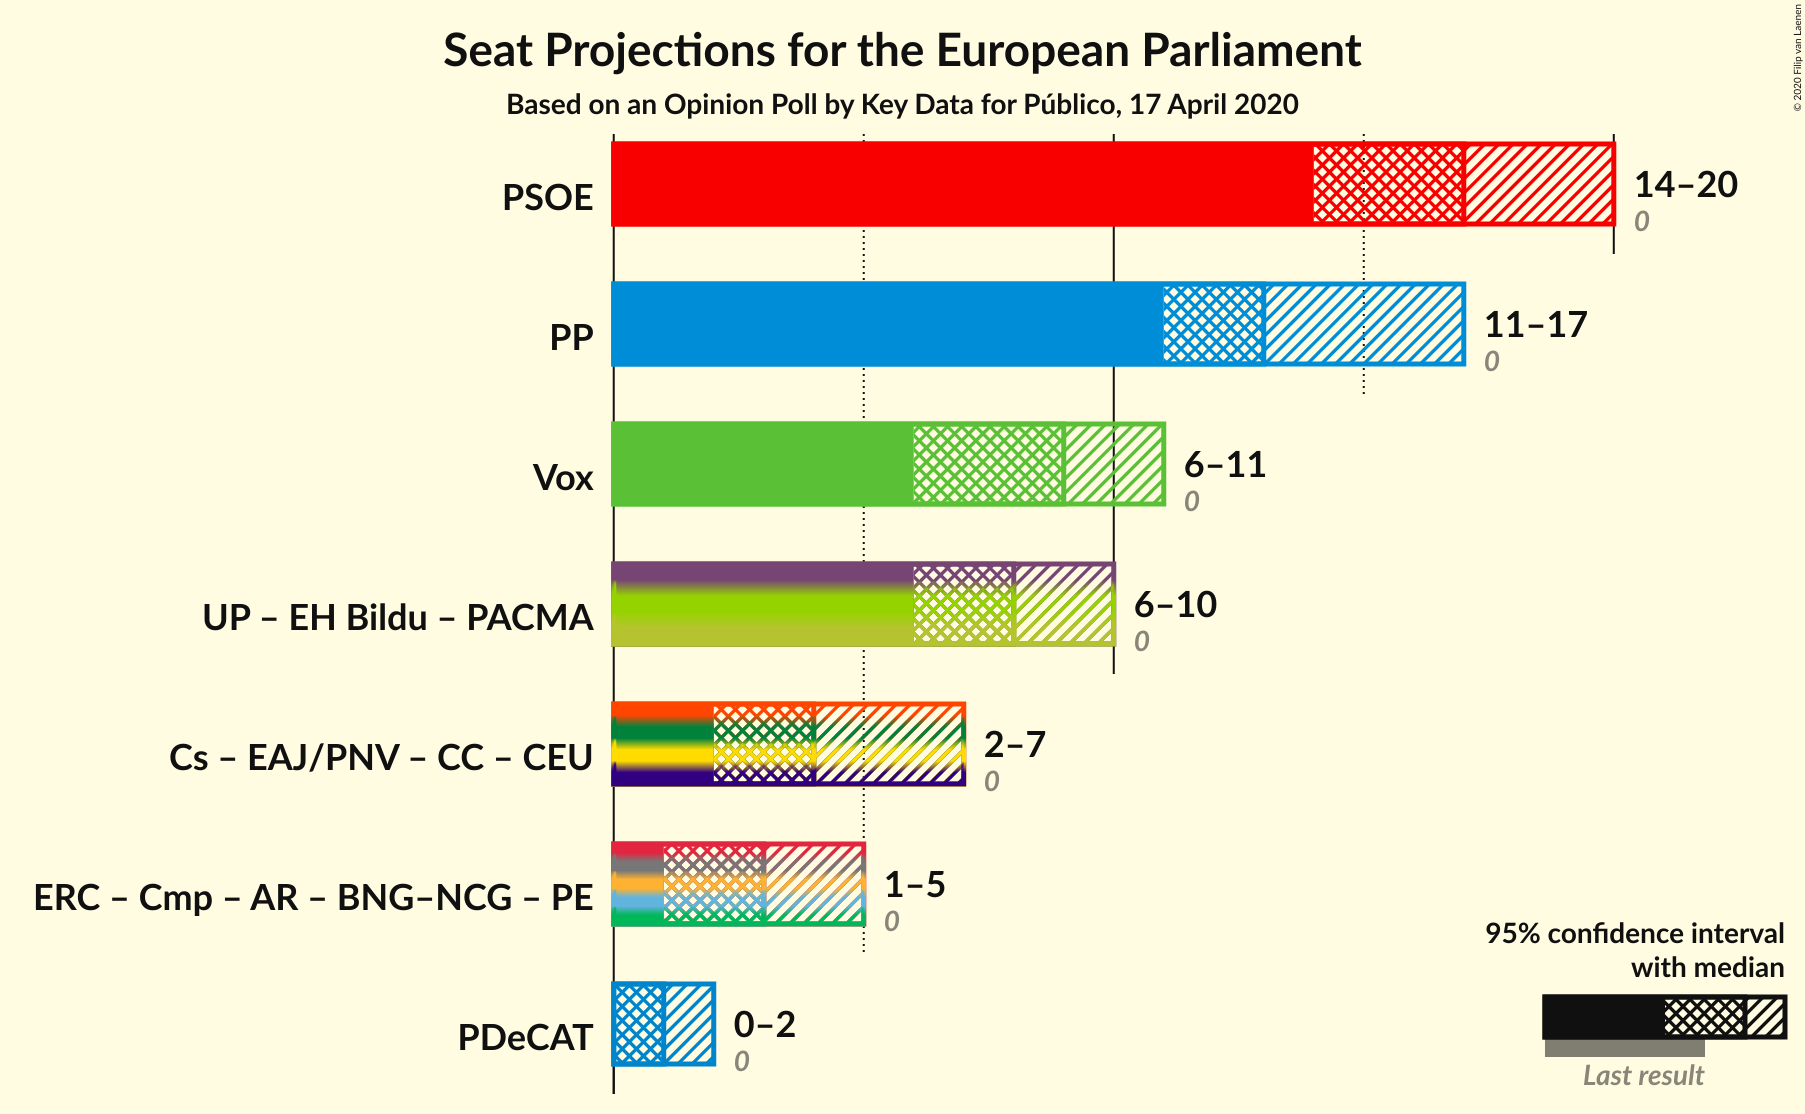 Seat Projections for the European Parliament
Based on an Opinion Poll by Key Data for Público, 17 April 2020
© 2020 Filip van Laenen
PSOE
14–20
0
PP
11–17
0
Vox
6–11
0
UP – EH Bildu – PACMA
6–10
0
Cs – EAJ/PNV – CC – CEU
2–7
0
ERC – Cmp – AR – BNG–NCG – PE
1–5
0
PDeCAT
0–2
0
95% confidence interval
with median
Last result